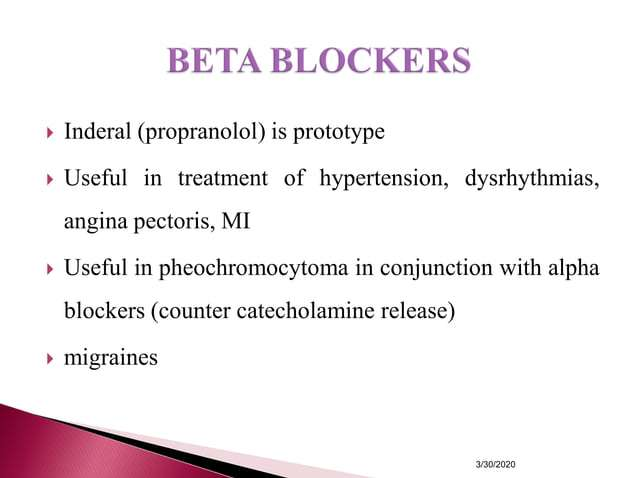 BETA BLOCKERS
Inderal (propranolol) is prototype
Useful in treatment of hypertension, dysrhythmias,
angina pectoris, MI
Useful in pheochromocytoma in conjunction with alpha
blockers (counter catecholamine release)
migraines
3/30/2020